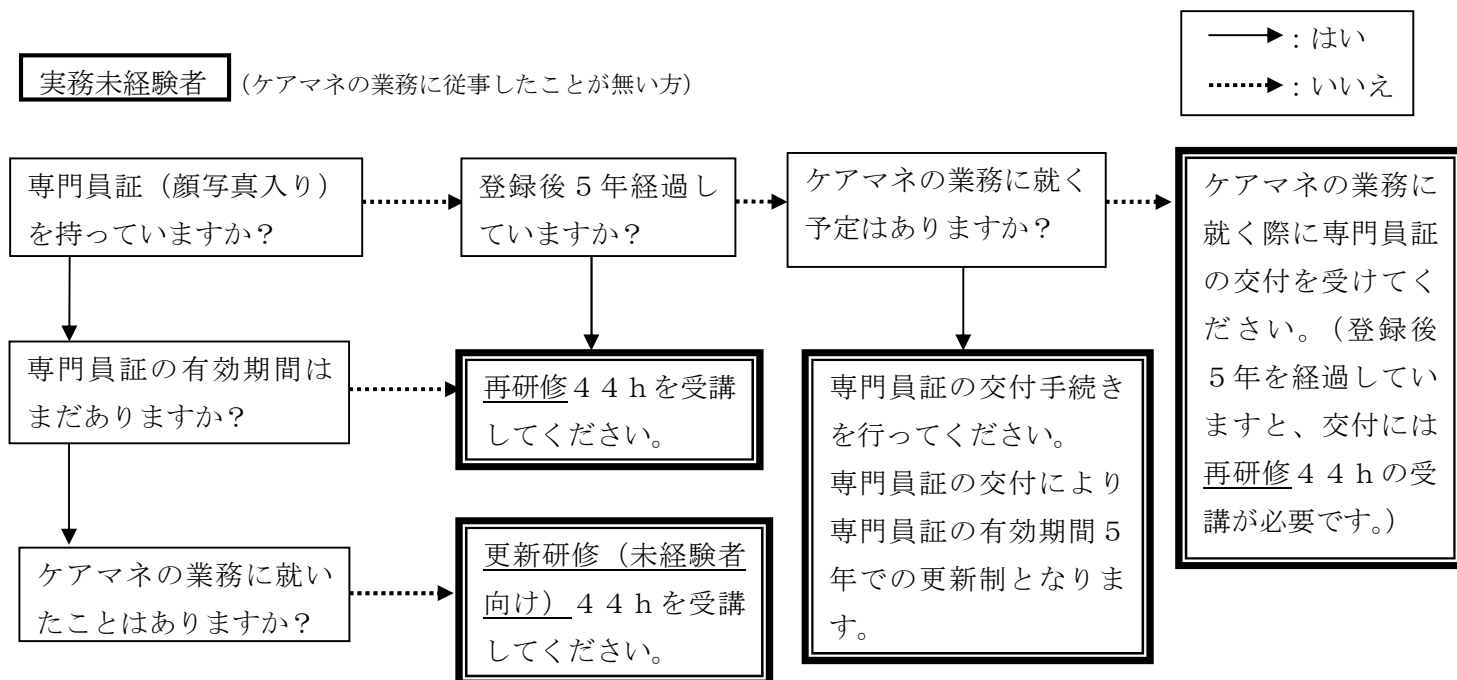 ：はい
：いいえ
実務未経験者 （ケアマネの業務に従事したことが無い方）
専門員証（顔写真入り）
を持っていますか？
登録後５年経過し
ていますか？
ケアマネの業務に就く
予定はありますか？
ケアマネの業務に
就く際に専門員証
の交付を受けてく
ださい。（登録後
５年を経過してい
ますと、交付には
再研修４４ｈの受
講が必要です。）
専門員証の有効期間は
まだありますか？
再研修４４ｈを受講
してください。
専門員証の交付手続き
を行ってください。
専門員証の交付により
専門員証の有効期間５
年での更新制となりま
す。
ケアマネの業務に就い
たことはありますか？
更新研修（未経験者
向け）４４ｈを受講
してください。